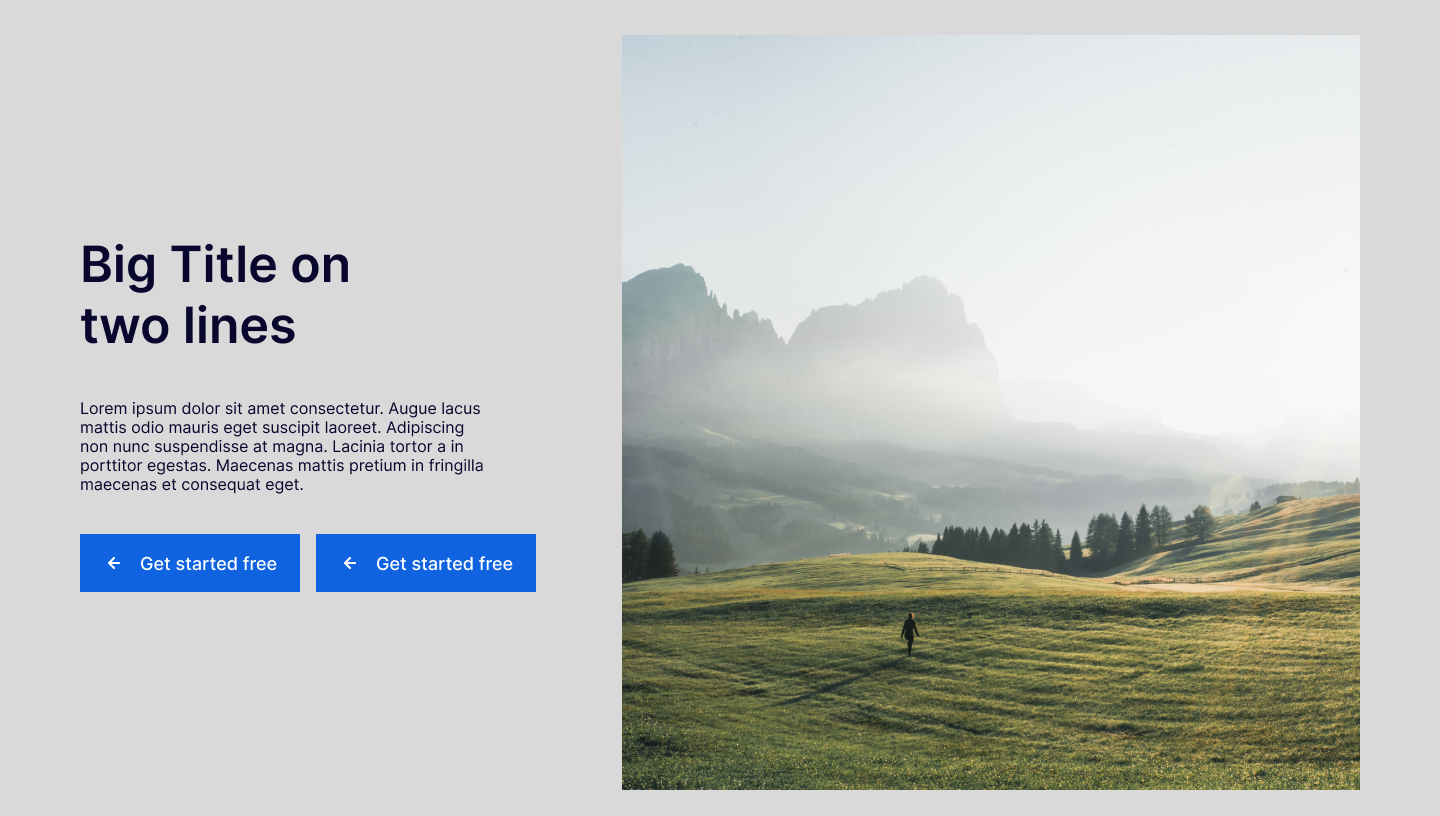 Big Title on
two lines
Lorem ipsum dolor sit amet consectetur. Augue lacus
mattis odio mauris eget suscipit laoreet. Adipiscing
non nunc suspendisse at magna. Lacinia tortor a in
porttitor egestas. Maecenas mattis pretium in fringilla
maecenas et consequat eget.
Get started free
Get started free